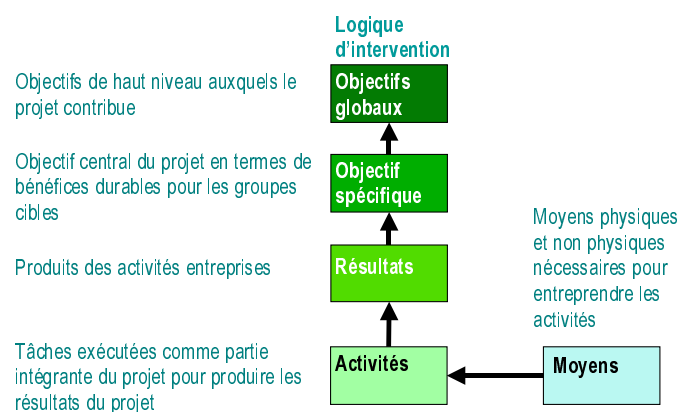 Logique
d'intervention
Objectifs de haut niveau auxquels le
projet contribue
Objectifs
globaux
Objectif central du projet en termes de
bénéfices durables pour les groupes
cibles
Objectif
spécifique
Produits des activités entreprises
Résultats
Moyens physiques
et non physiques
nécessaires pour
entreprendre les
activités
Tâches exécutées comme partie
intégrante du projet pour produire les
résultats du projet
Activités
Moyens